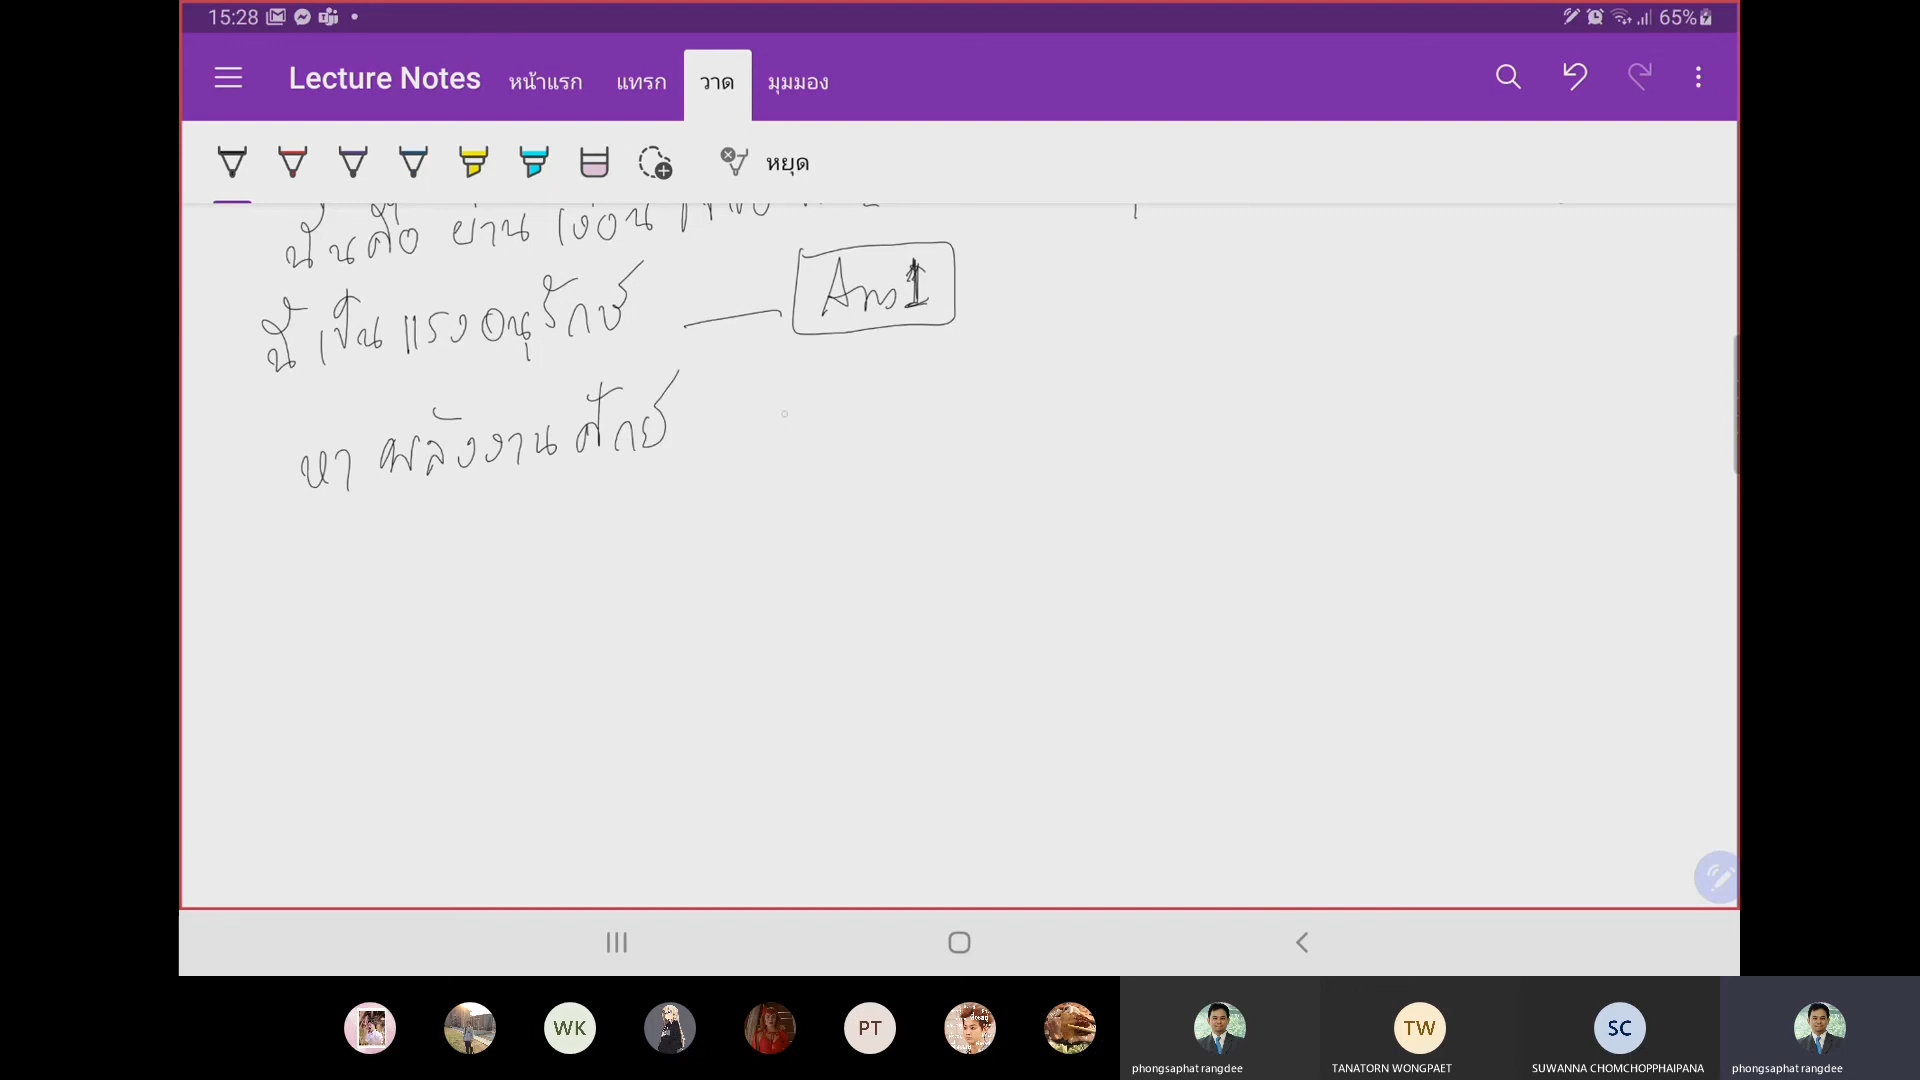 15:28
65%
Lecture Notes หน้าแรก แทรก วาด มุมมอง
หยุด
นั่นคือ ผ่าน เงื่อน
นี้ เป็น แรงอนุรักษ์ Ans 1
หา พลังงานศักย์
WK PT TW SC
phongsaphat rangdee TANATORN WONGPAET SUWANNA CHOMCHOPPHAIPANA phongsaphat rangdee